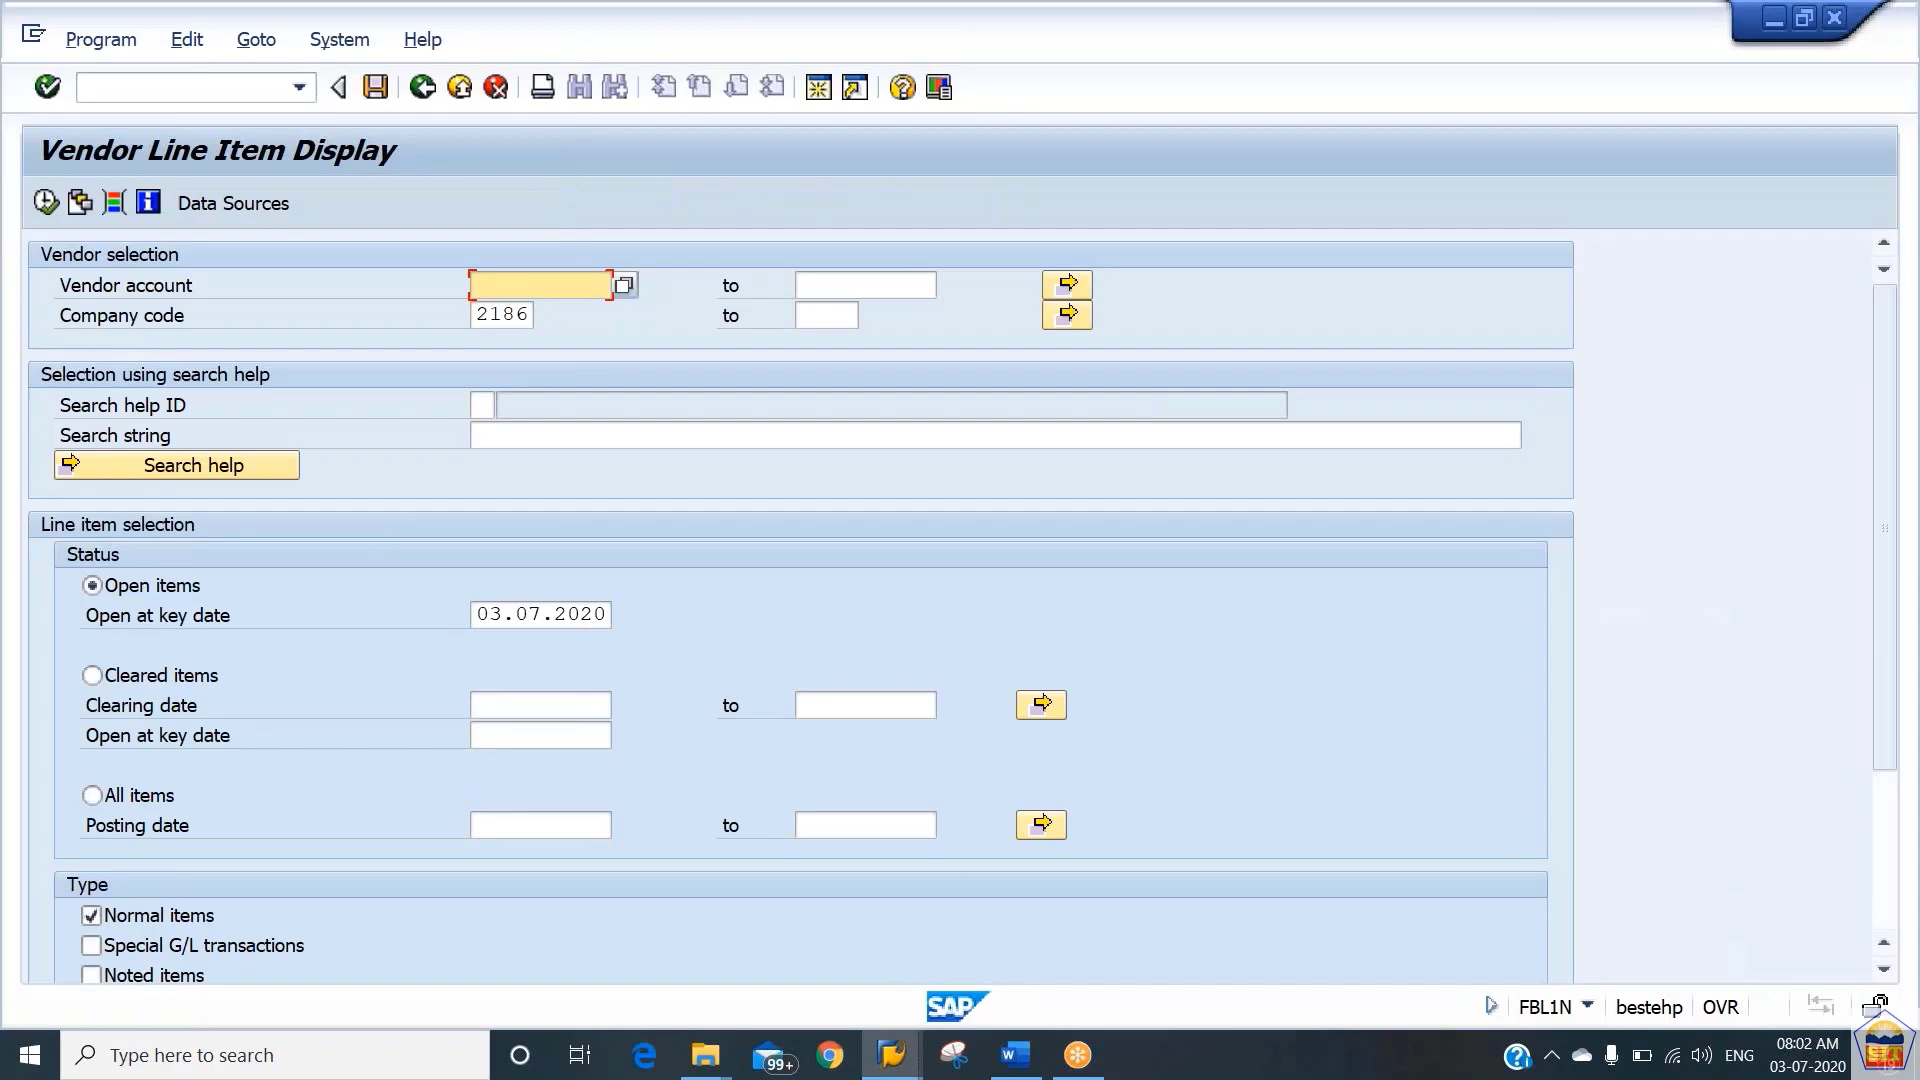 Program Edit Goto System Help
Vendor Line Item Display
Data Sources
Vendor selection
Vendor account to
Company code 2186 to
Selection using search help
Search help ID
Search string
Search help
Line item selection
Status
Open items
Open at key date 03.07.2020
Cleared items
Clearing date to
Open at key date
All items
Posting date to
Type
Normal items
Special G/L transactions
Noted items
SAP FBL1N bestehp OVR
Type here to search 99+ ENG 08:02 AM
03-07-2020